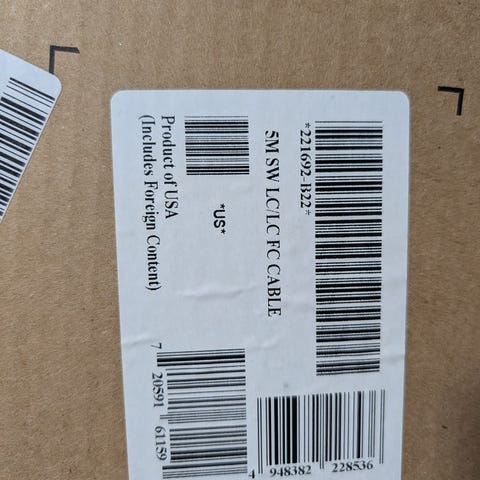 *221692-B22*
5M SW LC/LC FC CABLE
*US*
Product of USA
(Includes Foreign Content)
7 20591 61159
4 948382 228536